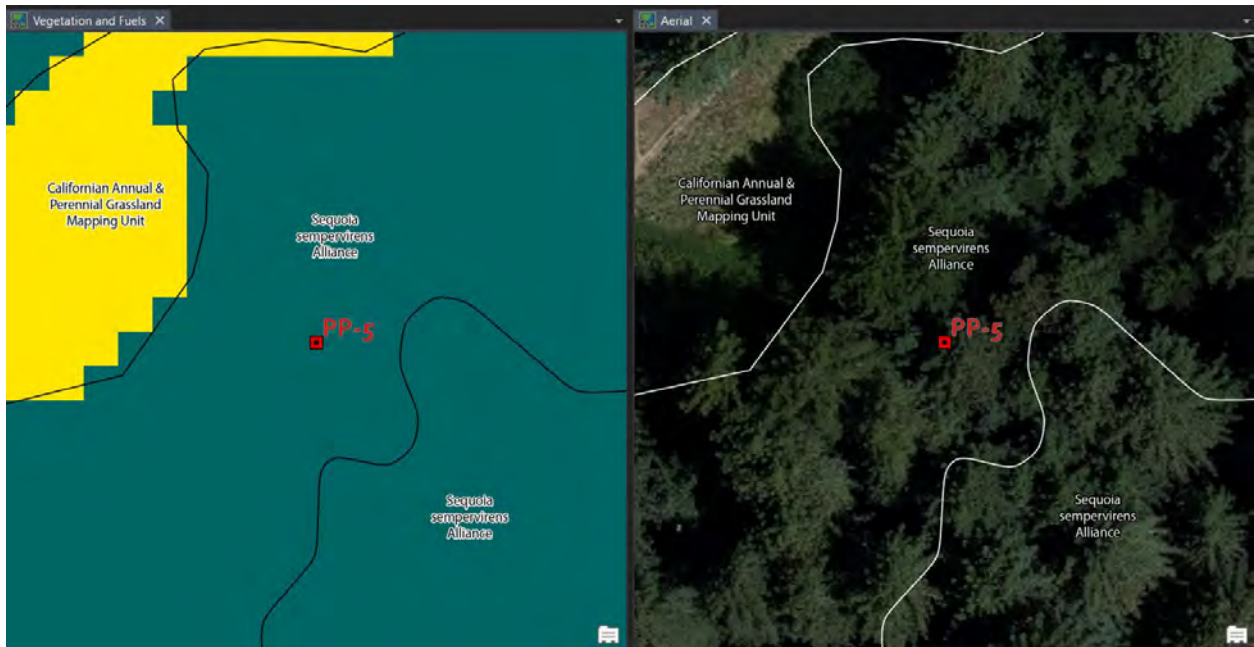 Vegetation and Fuels
Californian Annual &
Perennial Grassland
Mapping Unit
Sequoia
sempervirens
Alliance
PP-5
Sequoia
sempervirens
Alliance
Aerial
Californian Annual &
Perennial Grassland
Mapping Unit
Sequoia
sempervirens
Alliance
PP-5
Sequoia
sempervirens
Alliance